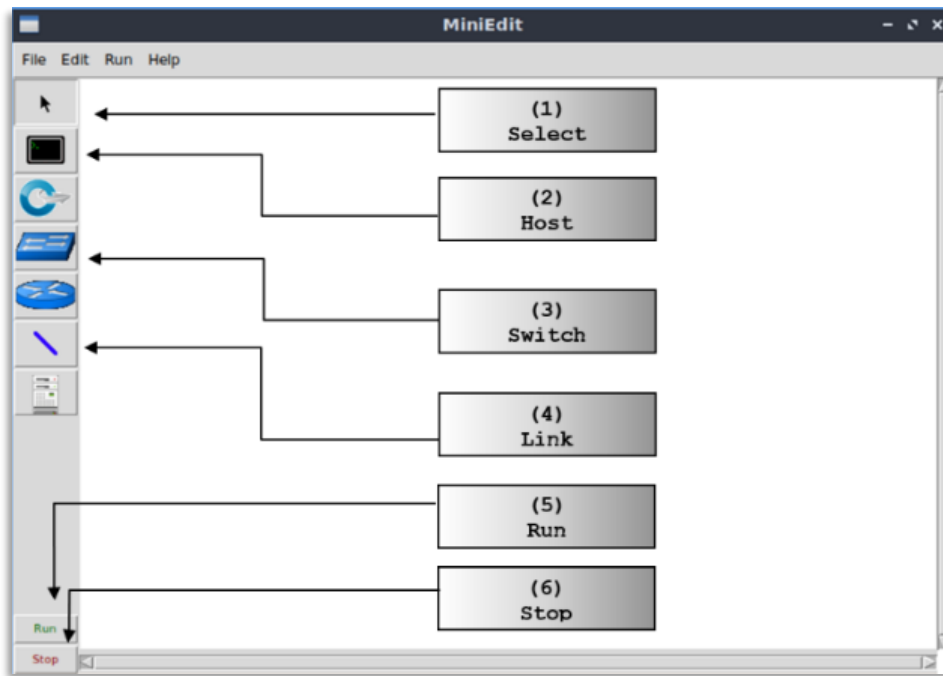 MiniEdit
File Edit Run Help
(1)
Select
(2)
Host
(3)
Switch
(4)
Link
(5)
Run
(6)
Stop
Run
Stop